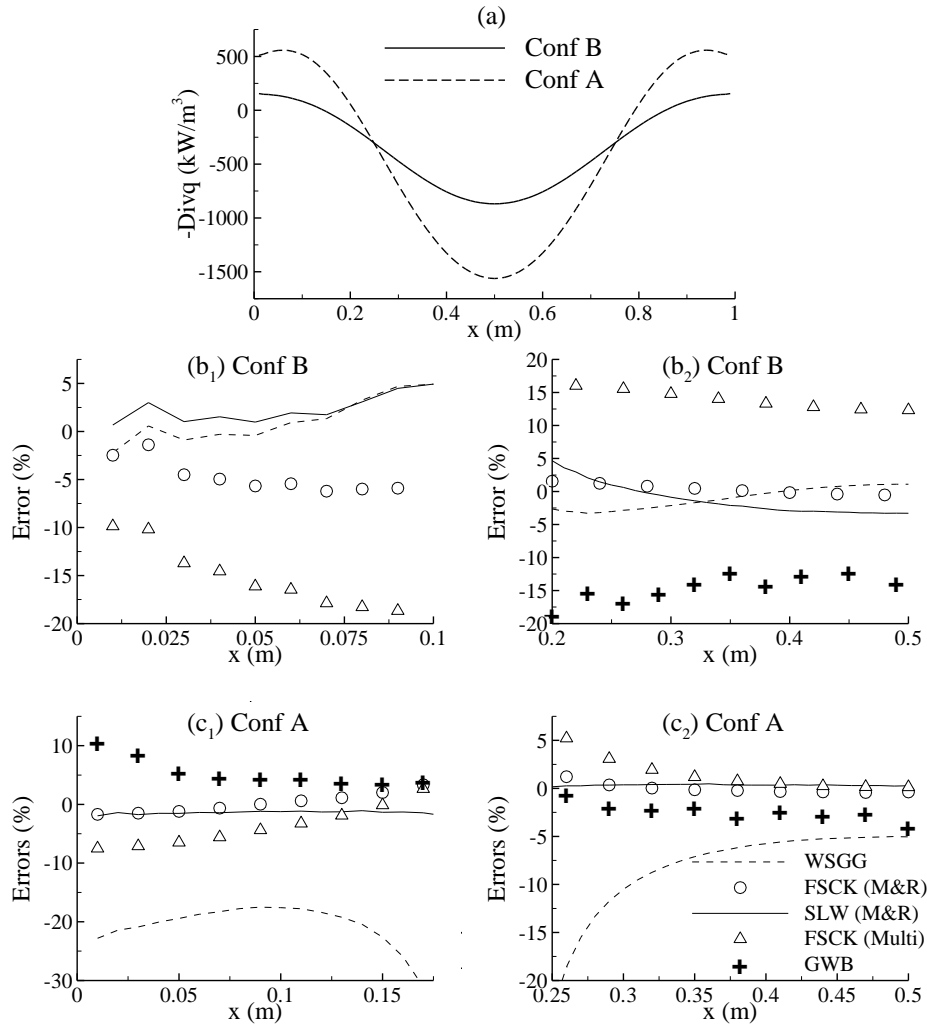 (a)
Conf B
Conf A
500
0
-500
-1000
-1500
-Divq (kW/m³)
0 0.2 0.4 0.6 0.8 1
x (m)
(b₁) Conf B
5
0
-5
-10
-15
-20
Error (%)
0 0.025 0.05 0.075 0.1
x (m)
(b₂) Conf B
20
15
10
5
0
-5
-10
-15
-20
Error (%)
0.2 0.3 0.4 0.5
x (m)
(c₁) Conf A
10
0
-10
-20
-30
Errors (%)
0 0.05 0.1 0.15
x (m)
(c₂) Conf A
5
0
-5
-10
-15
-20
Errors (%)
0.25 0.3 0.35 0.4 0.45 0.5
x (m)
WSGG
FSCK (M&R)
SLW (M&R)
FSCK (Multi)
GWB